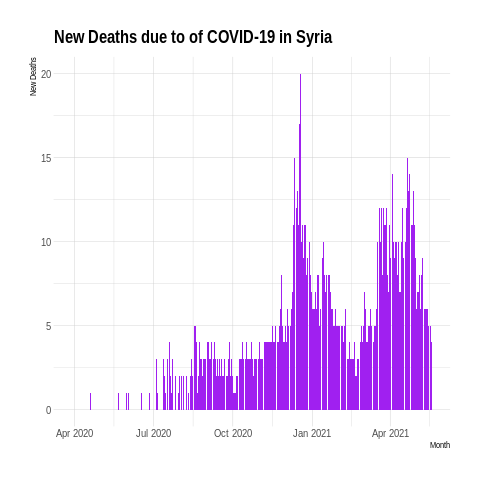 New Deaths due to of COVID-19 in Syria
New Deaths
20
15
10
5
0
Apr 2020 Jul 2020 Oct 2020 Jan 2021 Apr 2021
Month